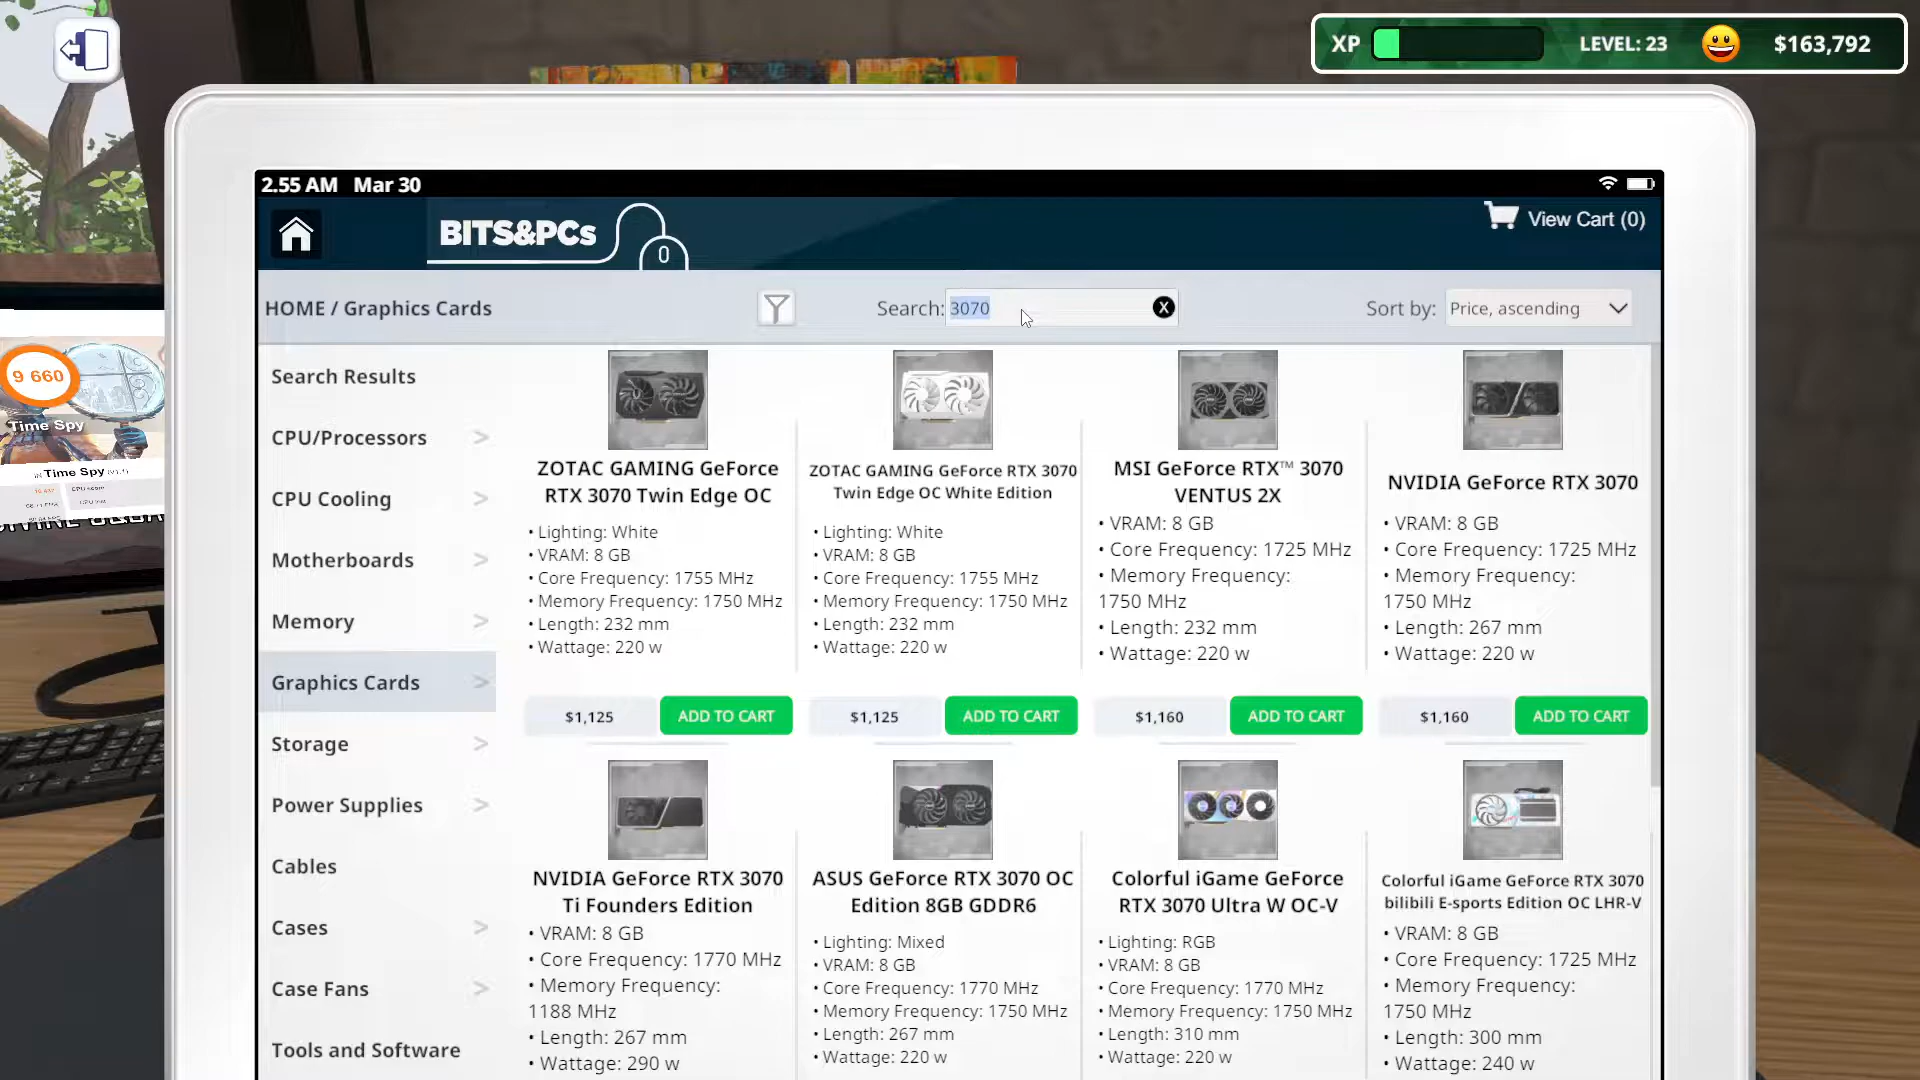 XP LEVEL: 23 $163,792
2.55 AM Mar 30
BITS&PCs 0
View Cart (0)
HOME / Graphics Cards
Search: 3070 X
Sort by: Price, ascending
Search Results
CPU/Processors >
CPU Cooling >
Motherboards >
Memory >
Graphics Cards >
Storage >
Power Supplies >
Cables
Cases >
Case Fans >
Tools and Software
ZOTAC GAMING GeForce
RTX 3070 Twin Edge OC
• Lighting: White
• VRAM: 8 GB
• Core Frequency: 1755 MHz
• Memory Frequency: 1750 MHz
• Length: 232 mm
• Wattage: 220 w
$1,125 ADD TO CART
ZOTAC GAMING GeForce RTX 3070
Twin Edge OC White Edition
• Lighting: White
• VRAM: 8 GB
• Core Frequency: 1755 MHz
• Memory Frequency: 1750 MHz
• Length: 232 mm
• Wattage: 220 w
$1,125 ADD TO CART
MSI GeForce RTX™ 3070
VENTUS 2X
• VRAM: 8 GB
• Core Frequency: 1725 MHz
• Memory Frequency:
1750 MHz
• Length: 232 mm
• Wattage: 220 w
$1,160 ADD TO CART
NVIDIA GeForce RTX 3070
• VRAM: 8 GB
• Core Frequency: 1725 MHz
• Memory Frequency:
1750 MHz
• Length: 267 mm
• Wattage: 220 w
$1,160 ADD TO CART
NVIDIA GeForce RTX 3070
Ti Founders Edition
• VRAM: 8 GB
• Core Frequency: 1770 MHz
• Memory Frequency:
1188 MHz
• Length: 267 mm
• Wattage: 290 w
ASUS GeForce RTX 3070 OC
Edition 8GB GDDR6
• Lighting: Mixed
• VRAM: 8 GB
• Core Frequency: 1770 MHz
• Memory Frequency: 1750 MHz
• Length: 267 mm
• Wattage: 220 w
Colorful iGame GeForce
RTX 3070 Ultra W OC-V
• Lighting: RGB
• VRAM: 8 GB
• Core Frequency: 1770 MHz
• Memory Frequency: 1750 MHz
• Length: 310 mm
• Wattage: 220 w
Colorful iGame GeForce RTX 3070
bilibili E-sports Edition OC LHR-V
• VRAM: 8 GB
• Core Frequency: 1725 MHz
• Memory Frequency:
1750 MHz
• Length: 300 mm
• Wattage: 240 w
9 660
Time Spy
Time Spy